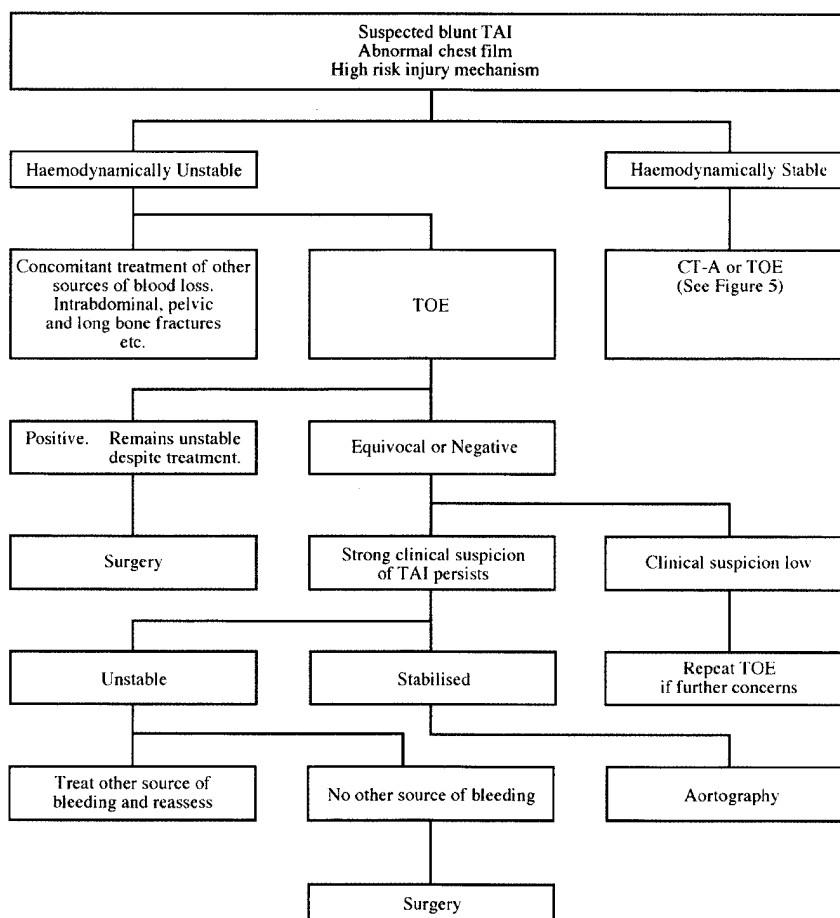 Suspected blunt TAI
Abnormal chest film
High risk injury mechanism
Haemodynamically Unstable
Haemodynamically Stable
Concomitant treatment of other
sources of blood loss.
Intrabdominal, pelvic
and long bone fractures
etc.
TOE
CT-A or TOE
(See Figure 5)
Positive. Remains unstable
despite treatment.
Equivocal or Negative
Surgery
Strong clinical suspicion
of TAI persists
Clinical suspicion low
Unstable
Stabilised
Repeat TOE
if further concerns
Treat other source of
bleeding and reassess
No other source of bleeding
Aortography
Surgery